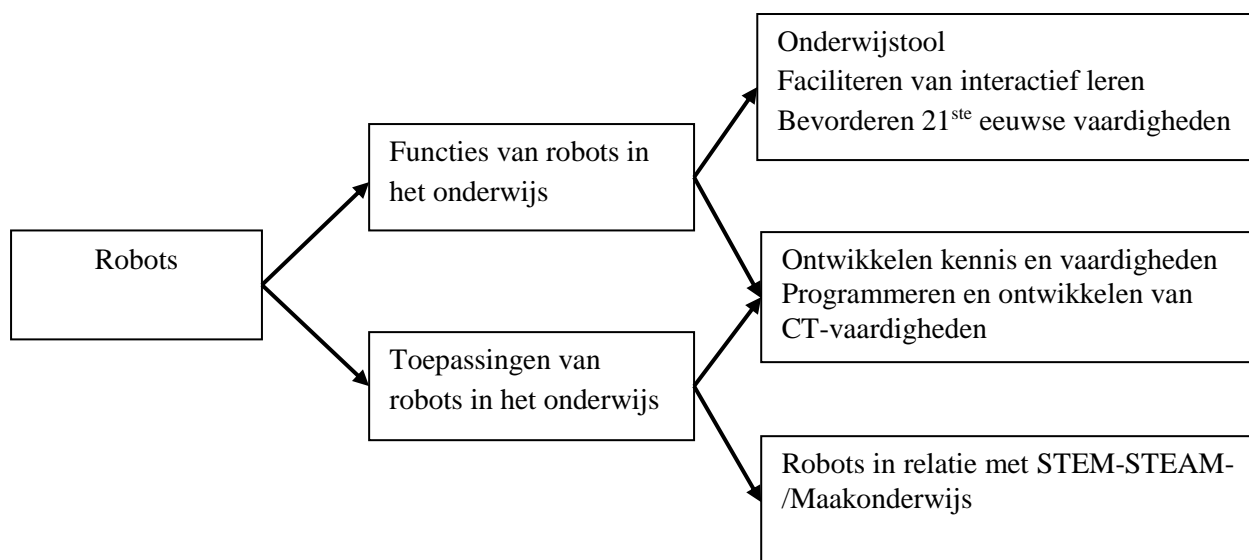 Robots
Functies van robots in
het onderwijs
Toepassingen van
robots in het onderwijs
Onderwijstool
Faciliteren van interactief leren
Bevorderen 21ste eeuwse vaardigheden
Ontwikkelen kennis en vaardigheden
Programmeren en ontwikkelen van
CT-vaardigheden
Robots in relatie met STEM-STEAM-
/Maakonderwijs